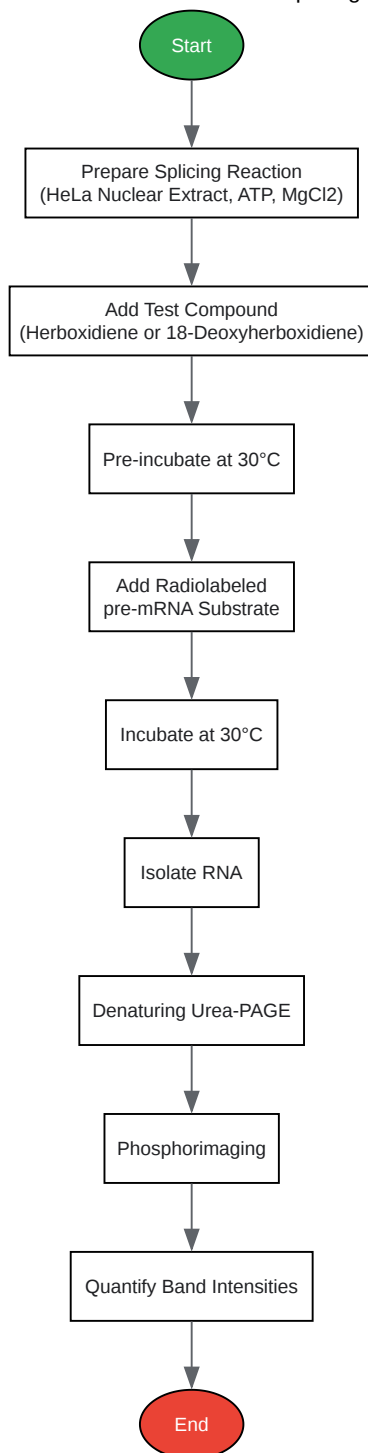 Start
Prepare Splicing Reaction
(HeLa Nuclear Extract, ATP, MgCl2)
Add Test Compound
(Herboxidiene or 18-Deoxyherboxidiene)
Pre-incubate at 30°C
Add Radiolabeled
pre-mRNA Substrate
Incubate at 30°C
Isolate RNA
Denaturing Urea-PAGE
Phosphorimaging
Quantify Band Intensities
End